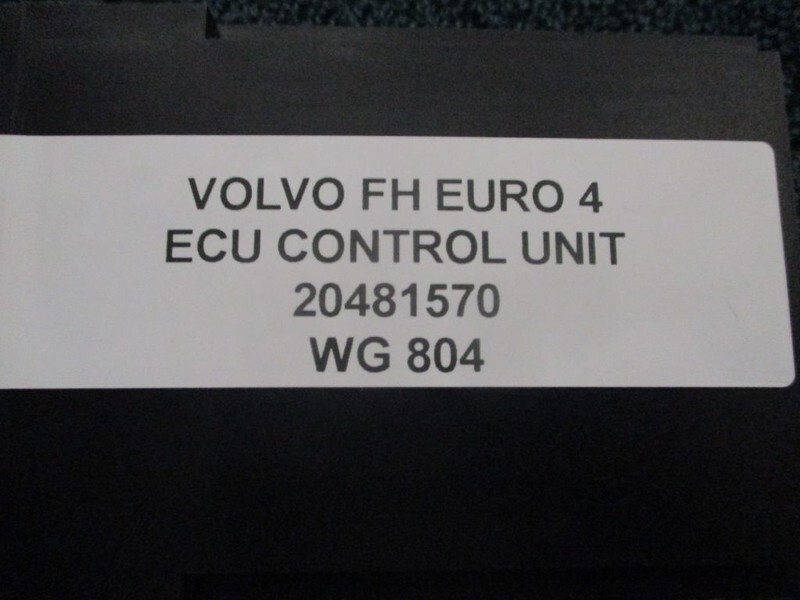 VOLVO FH EURO 4
ECU CONTROL UNIT
20481570
WG 804